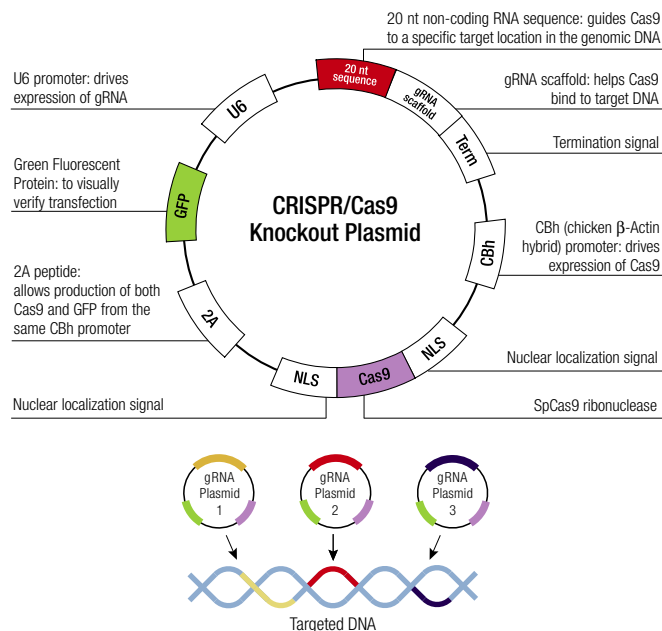 20 nt non-coding RNA sequence: guides Cas9
to a specific target location in the genomic DNA
U6 promoter: drives
expression of gRNA
20 nt
sequence
gRNA
scaffold
gRNA scaffold: helps Cas9
bind to target DNA
U6
Term
Termination signal
Green Fluorescent
Protein: to visually
verify transfection
GFP
CRISPR/Cas9
Knockout Plasmid
CBh
CBh (chicken β-Actin
hybrid) promoter: drives
expression of Cas9
2A peptide:
allows production of both
Cas9 and GFP from the
same CBh promoter
2A
NLS
Cas9
NLS
Nuclear localization signal
Nuclear localization signal
SpCas9 ribonuclease
gRNA
Plasmid
1
gRNA
Plasmid
2
gRNA
Plasmid
3
Targeted DNA